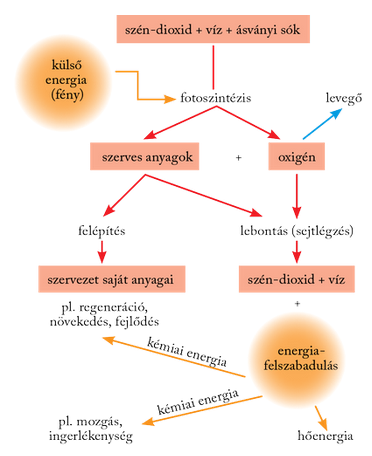 szén-dioxid + víz + ásványi sók
külső
energia
(fény)
fotoszintézis
levegő
szerves anyagok
+
oxigén
felépítés
lebontás (sejtlégzés)
szervezet saját anyagai
szén-dioxid + víz
pl. regeneráció,
növekedés, fejlődés
+
kémiai energia
energia-
felszabadulás
kémiai energia
pl. mozgás,
ingerlékenység
hőenergia